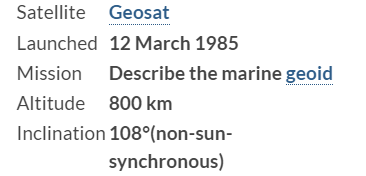 Satellite Geosat
Launched 12 March 1985
Mission Describe the marine geoid
Altitude 800 km
Inclination 108°(non-sun-
synchronous)